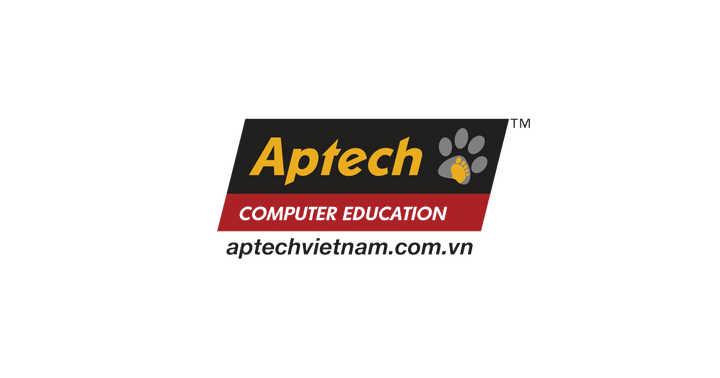 Aptech
TM
COMPUTER EDUCATION
aptechvietnam.com.vn